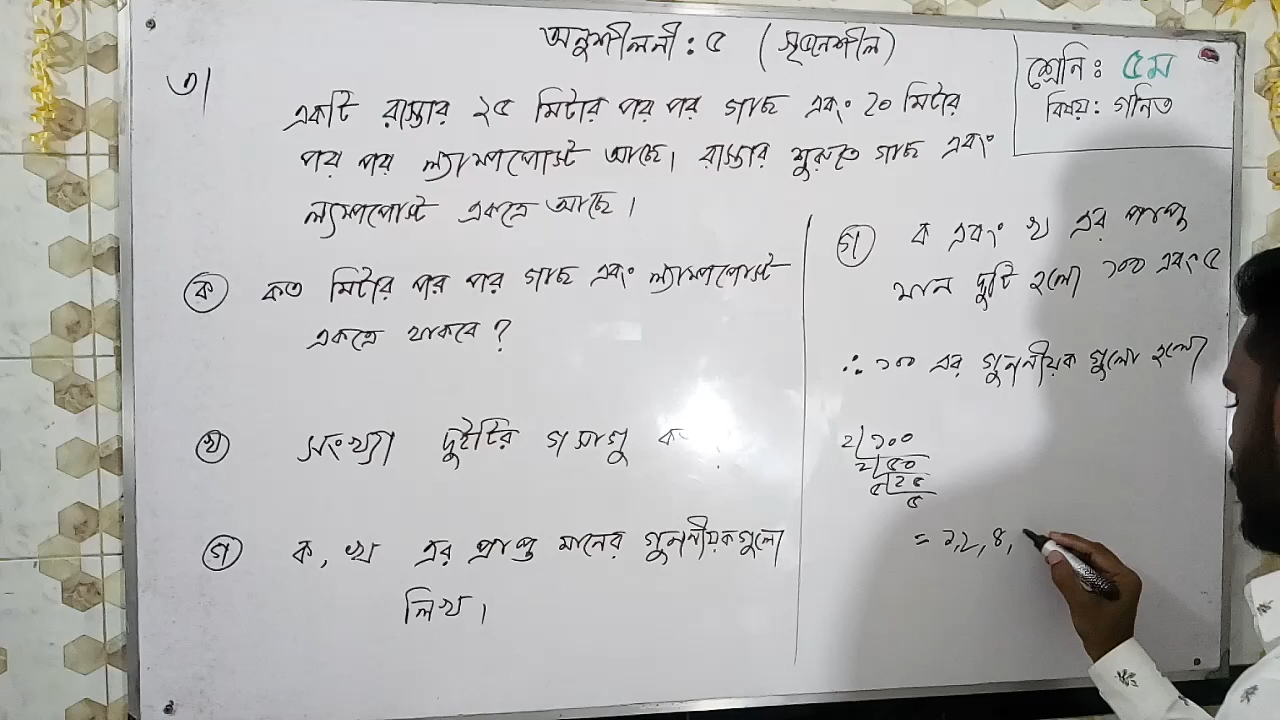 অনুশীলনী: ৫ (সৃজনশীল)
শ্রেনি: ৫ম
বিষয়: গনিত
৩।
একটি রাস্তার ২৫ মিটার পর পর গাছ এবং ২০ মিটার
পর পর ল্যাম্পপোস্ট আছে। রাস্তার শুরুতে গাছ এবং
ল্যাম্পপোস্ট একত্রে আছে।
ক কত মিটার পর পর গাছ এবং ল্যাম্পপোস্ট
একত্রে থাকবে?
খ সংখ্যা দুইটির গসাগু
গ ক, খ এর প্রাপ্ত মানের গুননীয়কগুলো
লিখ।
গ ক এবং খ এর প্রাপ্ত
মান দুটি হলো ১০০ এবং ৫
∴ ১০০ এর গুননীয়ক গুলো হলো
২|১০০
২|৫০
৫|২৫
৫
= ১,২,৪,